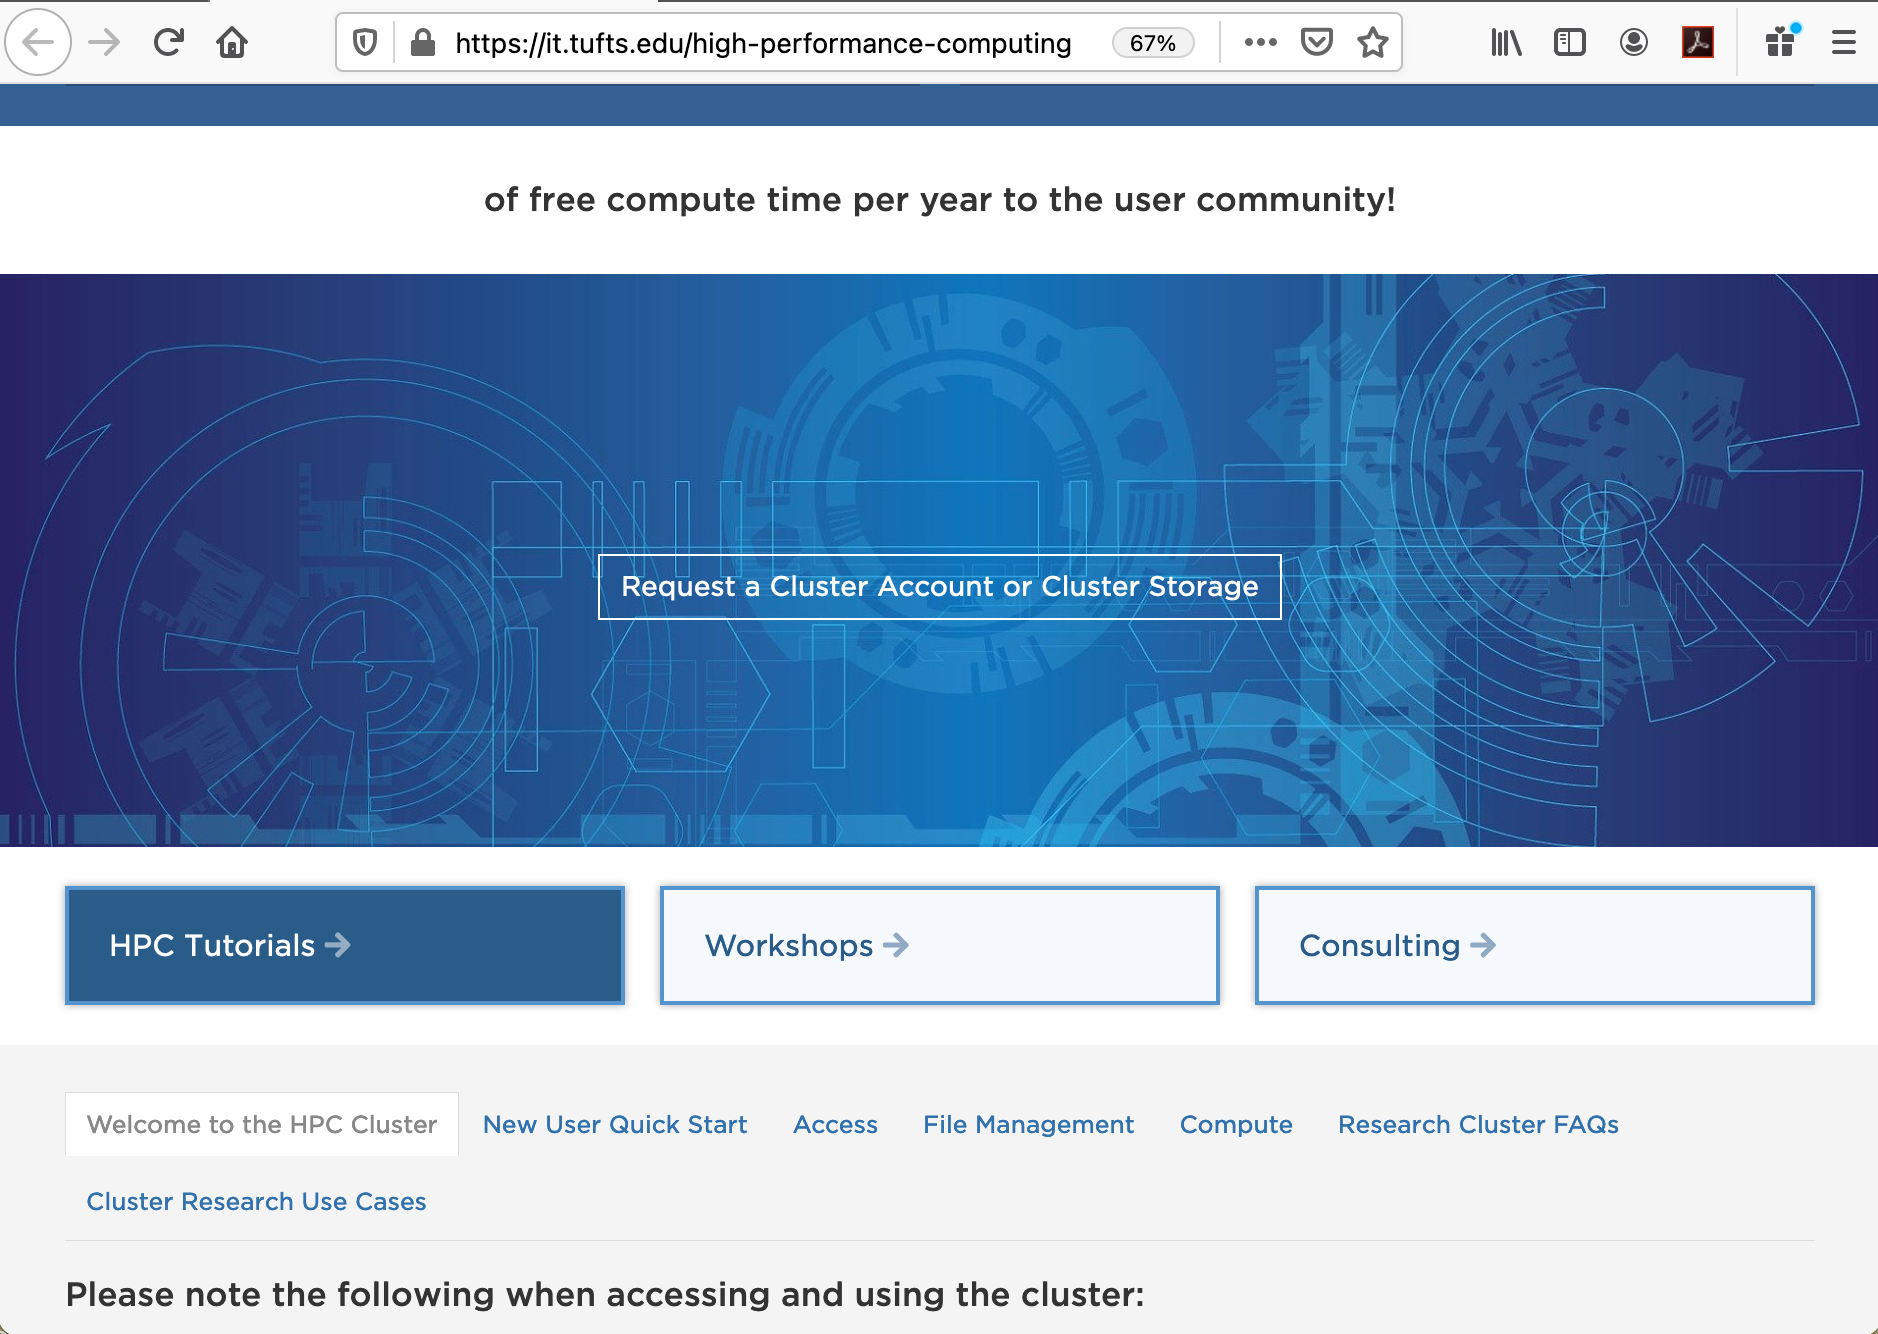 https://it.tufts.edu/high-performance-computing 67%
of free compute time per year to the user community!
Request a Cluster Account or Cluster Storage
HPC Tutorials →
Workshops →
Consulting →
Welcome to the HPC Cluster New User Quick Start Access File Management Compute Research Cluster FAQs
Cluster Research Use Cases
Please note the following when accessing and using the cluster: